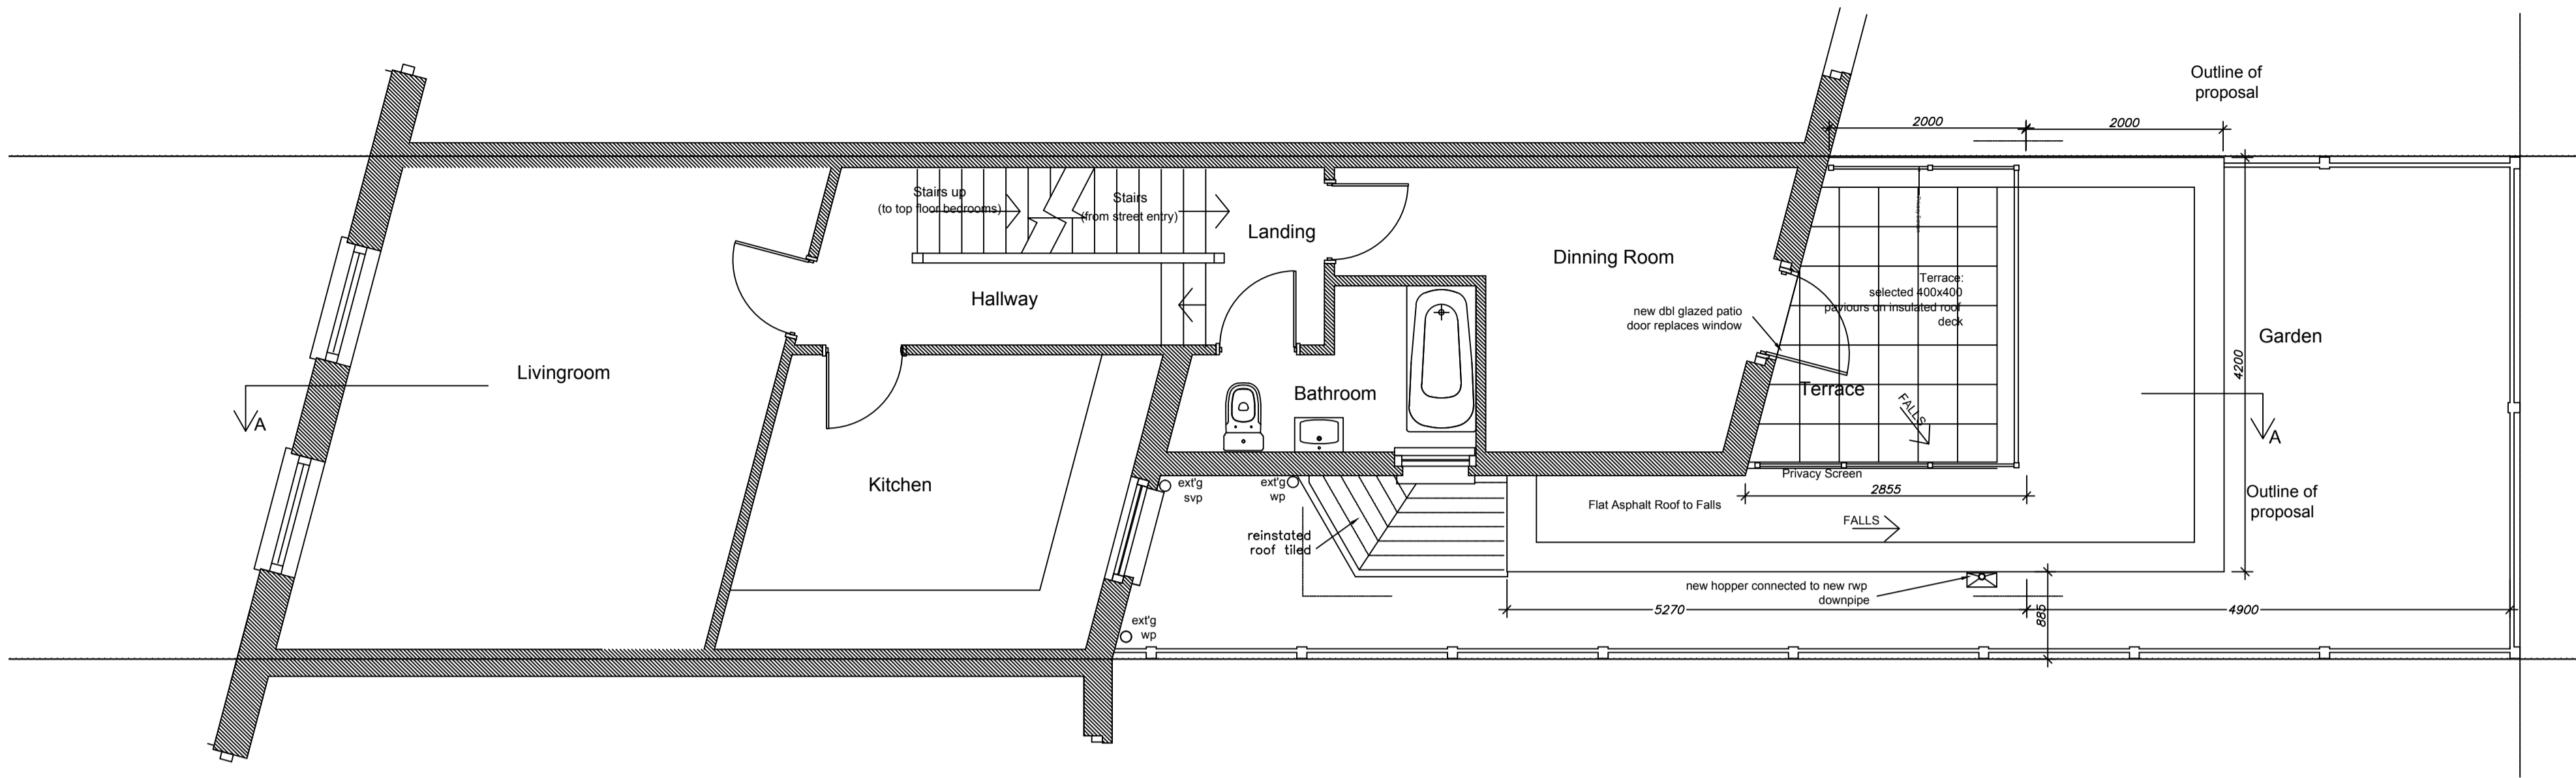 Outline of
proposal
2000
2000
Stairs up
(to top floor bedrooms)
Stairs
(from street entry)
Landing
Dinning Room
Hallway
Terrace:
selected 400x400
paviours on insulated roof
deck
new dbl glazed patio
door replaces window
Garden
4200
Livingroom
Bathroom
Terrace
FALLS
A
A
Kitchen
Privacy Screen
ext'g
svp
ext'g
wp
2855
Outline of
proposal
Flat Asphalt Roof to Falls
FALLS
reinstated
roof tiled
new hopper connected to new rwp
downpipe
5270
885
4900
ext'g
wp